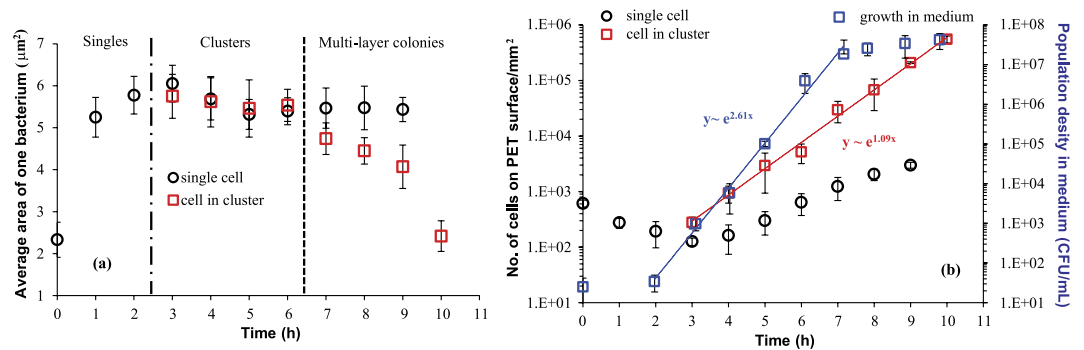 Singles
Clusters
Multi-layer colonies
Average area of one bacterium (μm²)
7
6
5
4
3
2
1
single cell
cell in cluster
(a)
0 1 2 3 4 5 6 7 8 9 10 11
Time (h)
single cell
cell in cluster
growth in medium
No. of cells on PET surface/mm²
1.E+06
1.E+05
1.E+04
1.E+03
1.E+02
1.E+01
y ~ e^2.61x
y ~ e^1.09x
(b)
1.E+08
1.E+07
1.E+06
1.E+05
1.E+04
1.E+03
1.E+02
1.E+01
Population desity in medium (CFU/mL)
0 1 2 3 4 5 6 7 8 9 10 11
Time (h)